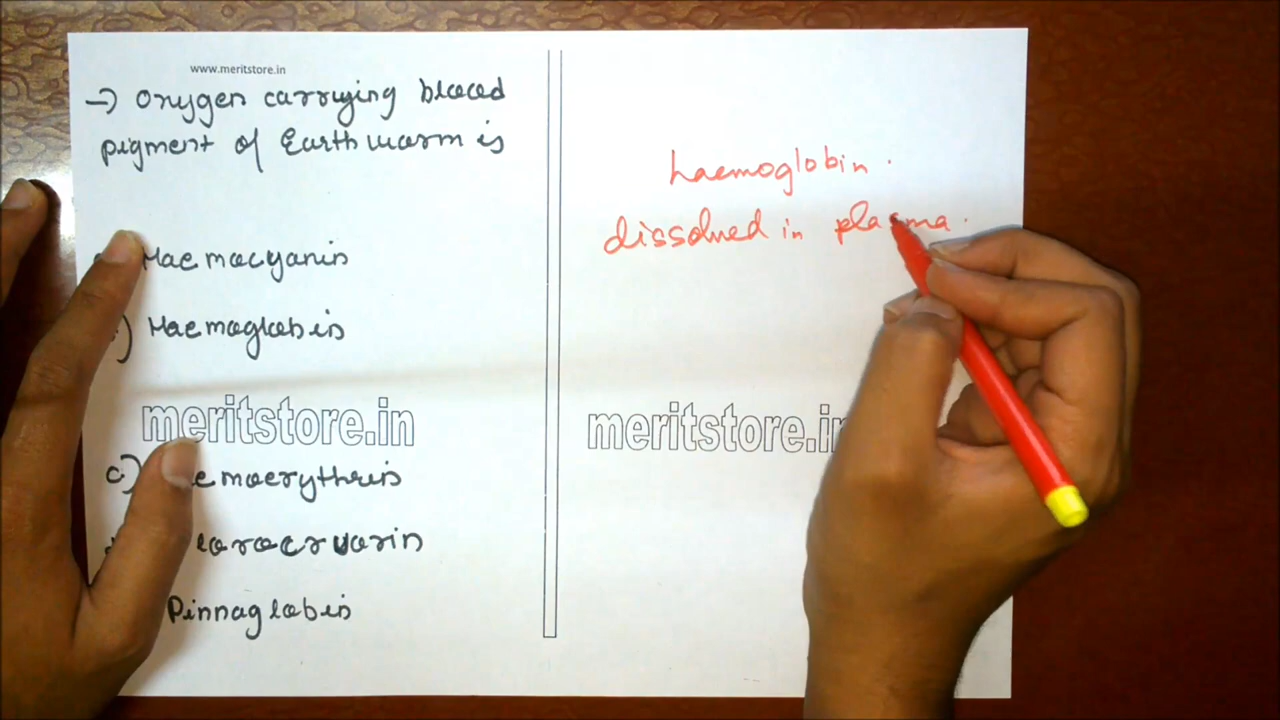 www.meritstore.in
→ Oxygen carrying blood
pigment of Earthworm is
Haemocyanin
) Haemoglobin
meritstore.in
c) emoerythrin
Pinnaglobin
haemoglobin.
dissolved in plasma.
meritstore.in